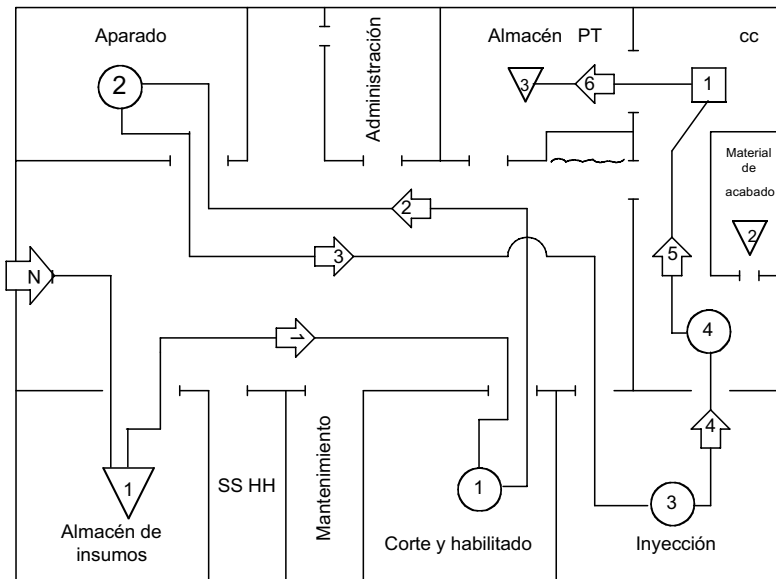 Aparado
Administración
Almacén PT
cc
2
3
6
1
Material
de
acabado
2
2
3
5
N
4
1
4
Mantenimiento
1
SS HH
1
3
Almacén de
insumos
Corte y habilitado
Inyección